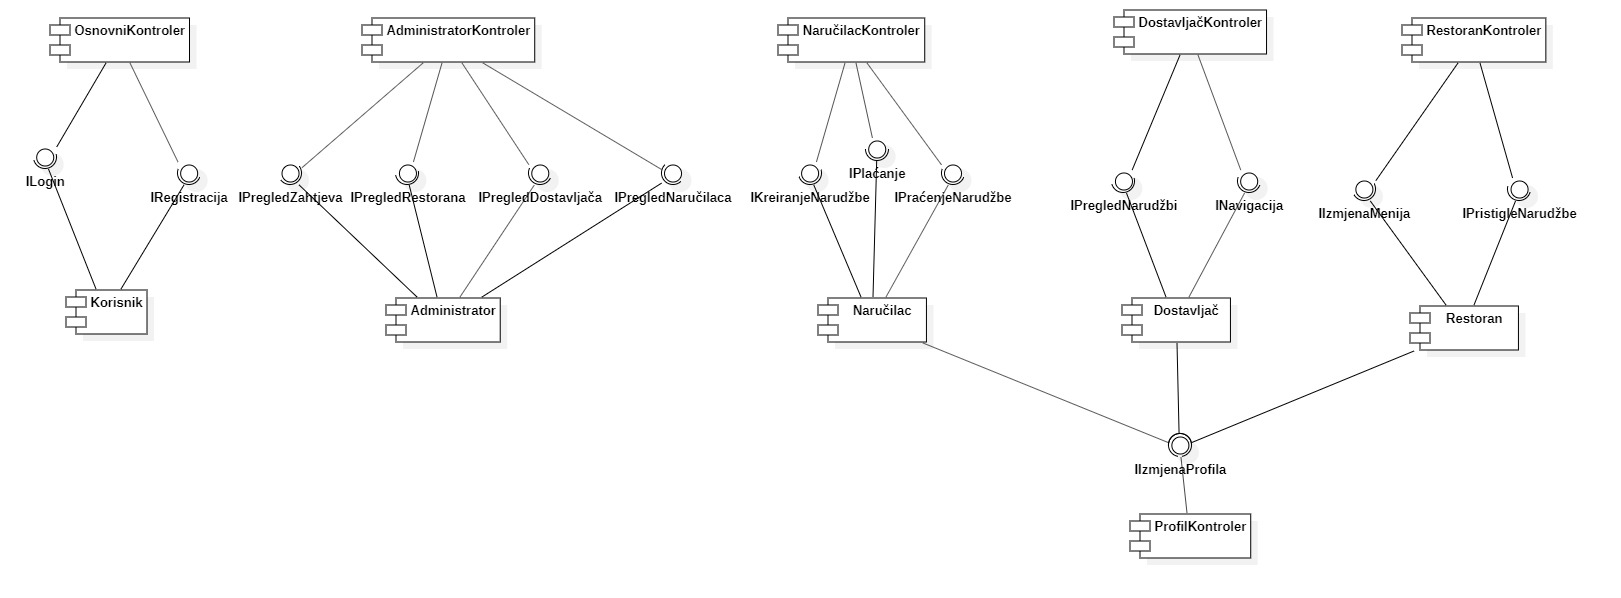 OsnovniKontroler
AdministratorKontroler
NaručilacKontroler
DostavljačKontroler
RestoranKontroler
ILogin
IRegistracija
IPregledZahtjeva
IPregledRestorana
IPregledDostavljača
IPregledNaručilaca
IKreiranjeNarudžbe
IPlaćanje
IPraćenjeNarudžbe
IPregledNarudžbi
INavigacija
IIzmjenaMenija
IPristigleNarudžbe
Korisnik
Administrator
Naručilac
Dostavljač
Restoran
IIzmjenaProfila
ProfilKontroler